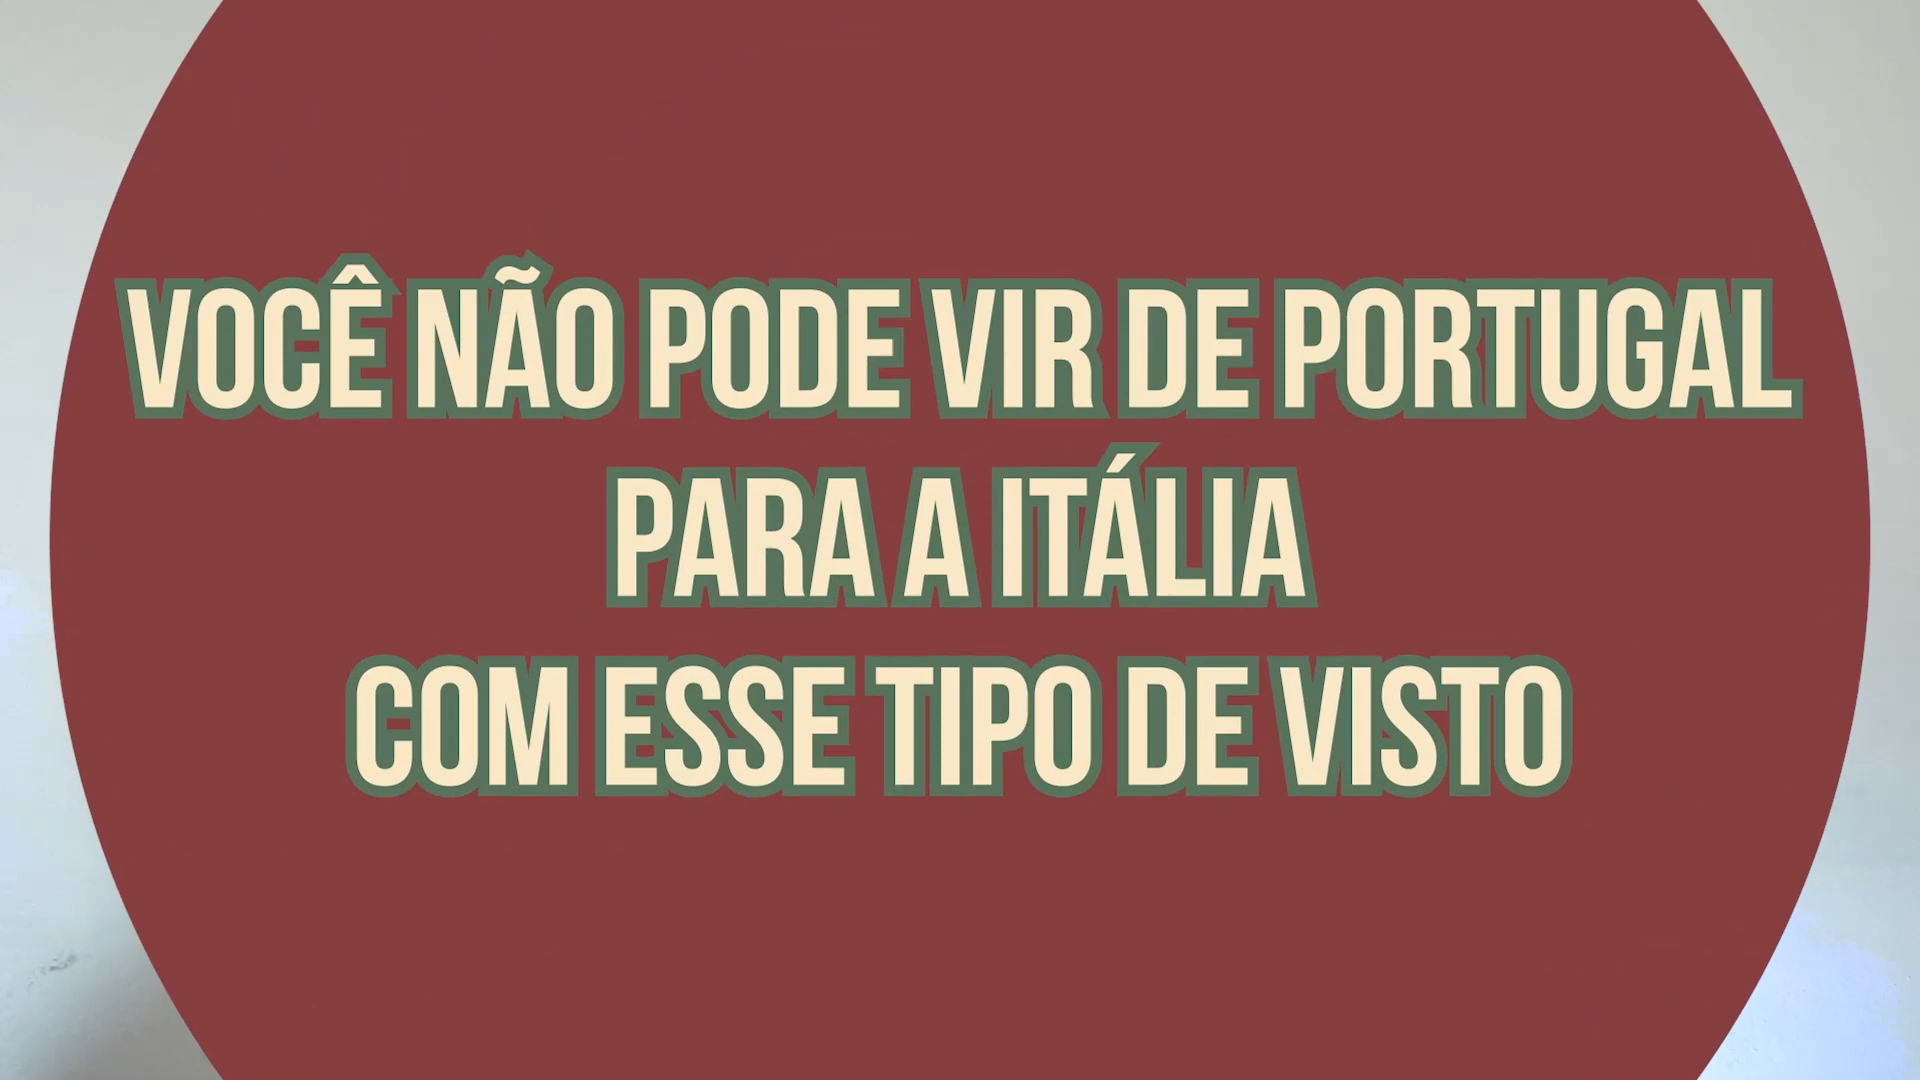 VOCÊ NÃO PODE VIR DE PORTUGAL
PARA A ITÁLIA
COM ESSE TIPO DE VISTO